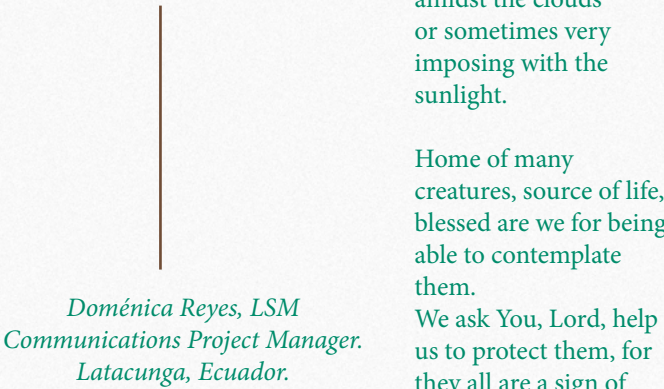 Doménica Reyes, LSM
Communications Project Manager.
Latacunga, Ecuador.
amidst the clouds
or sometimes very
imposing with the
sunlight.
Home of many
creatures, source of life,
blessed are we for being
able to contemplate
them.
We ask You, Lord, help
us to protect them, for
they all are a sign of